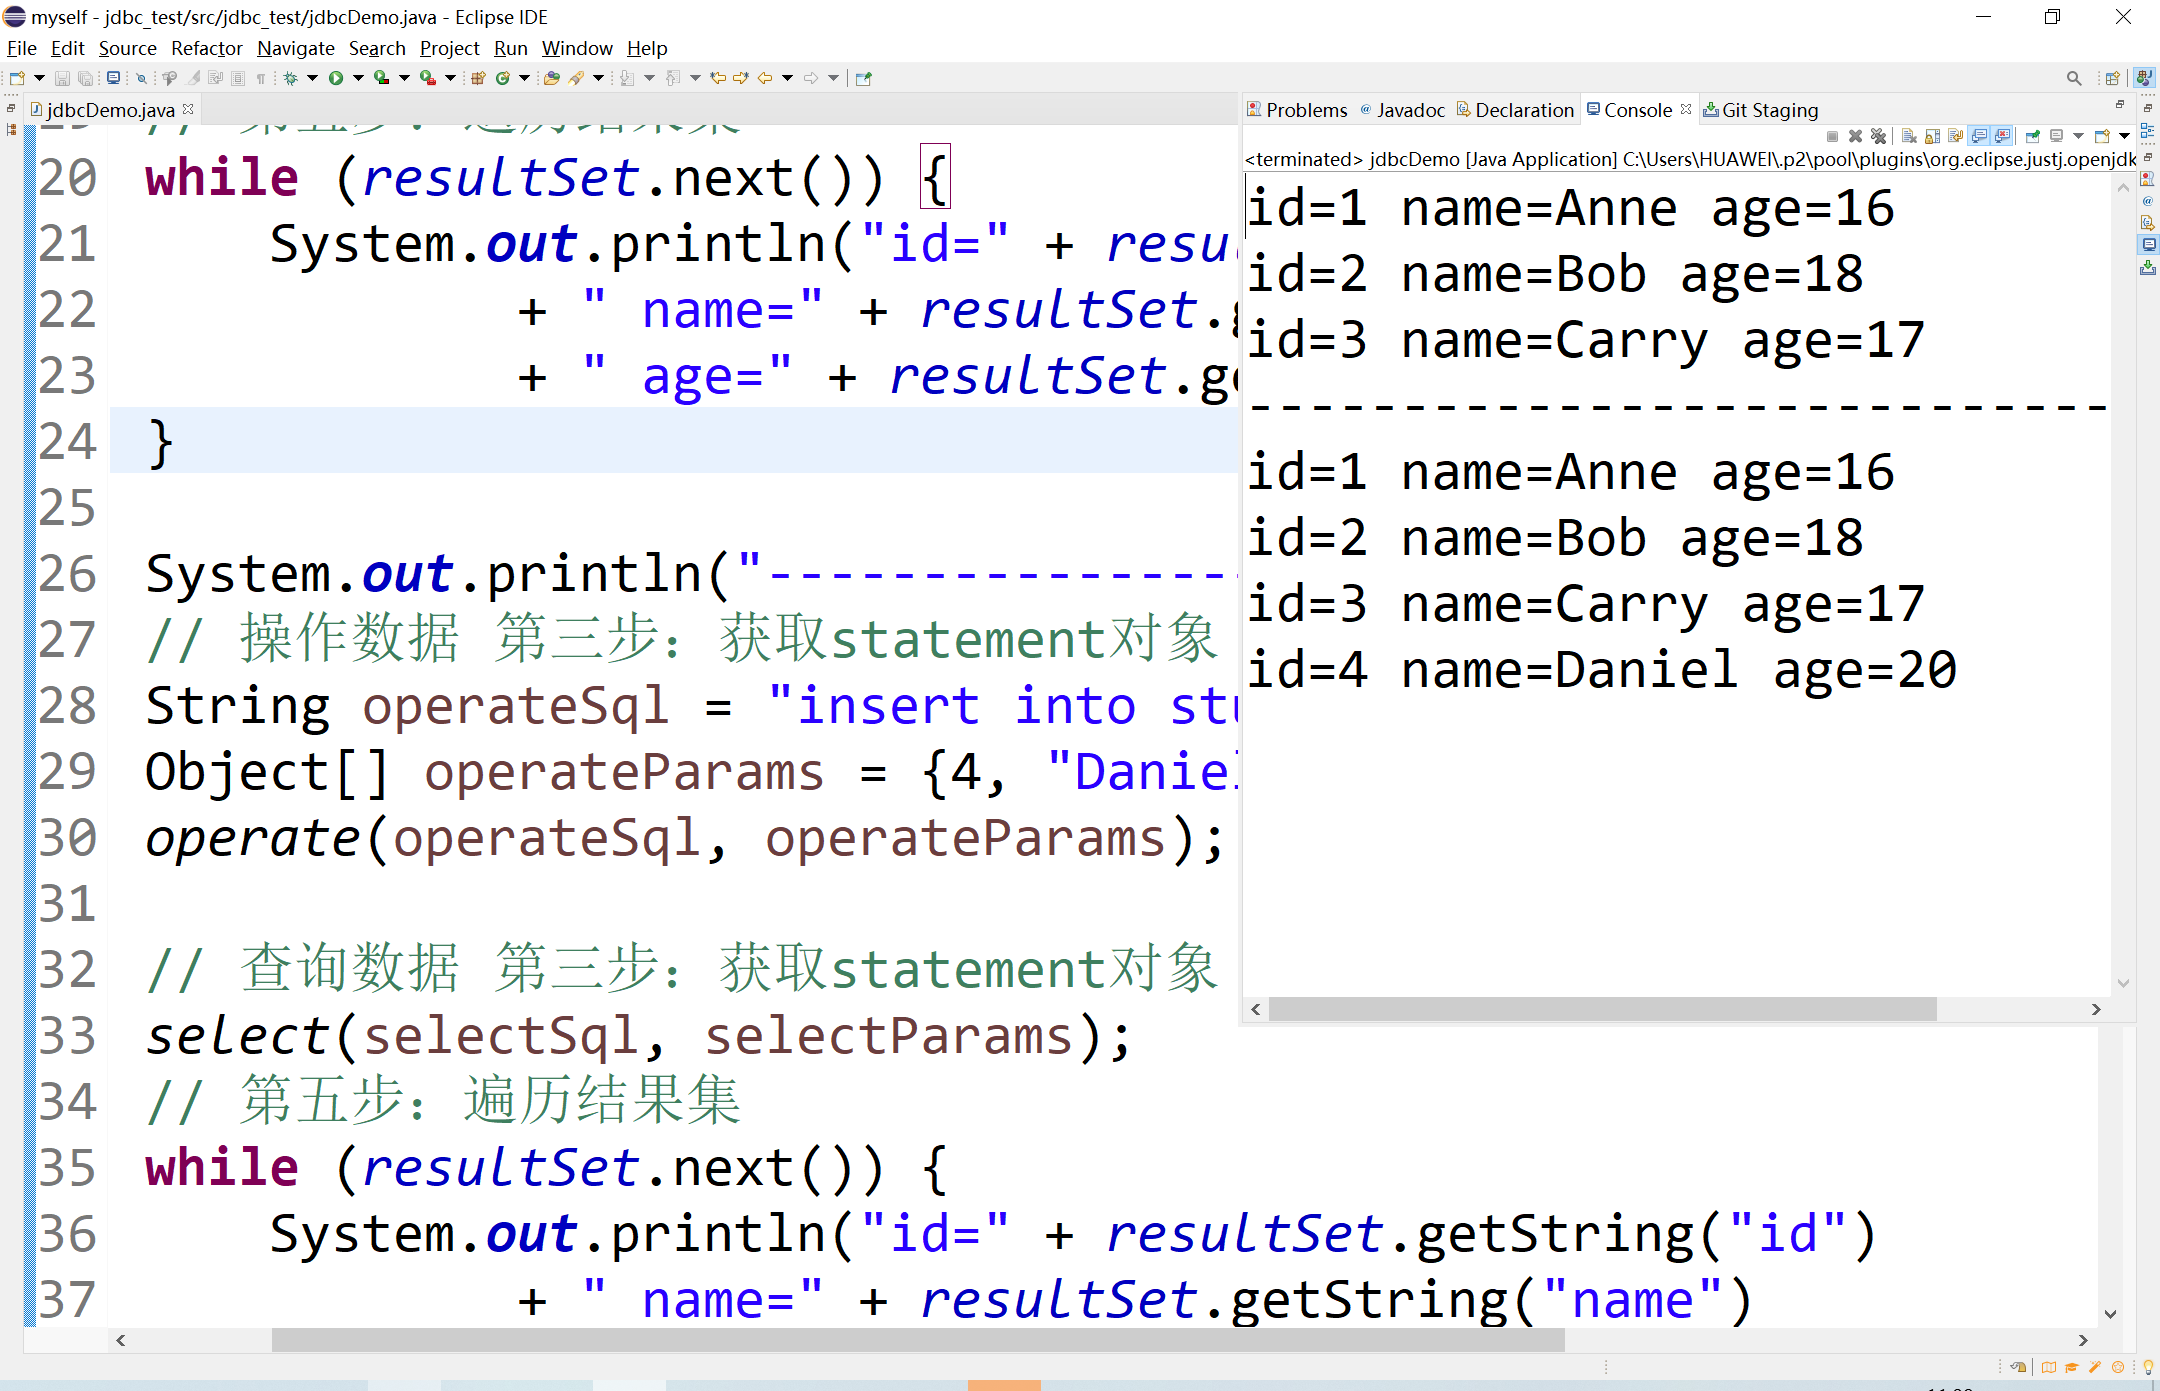 myself - jdbc_test/src/jdbc_test/jdbcDemo.java - Eclipse IDE
File Edit Source Refactor Navigate Search Project Run Window Help
jdbcDemo.java
// 第五步：遍历结果集
20 while (resultSet.next()) {
21 System.out.println("id=" +
22 + " name=" + resultSet.
23 + " age=" + resultSet.
24 }
25
26 System.out.println("---------------
27 // 操作数据 第三步：获取statement对象
28 String operateSql = "insert into
29 Object[] operateParams = {4, "Daniel
30 operate(operateSql, operateParams);
31
32 // 查询数据 第三步：获取statement对象
33 select(selectSql, selectParams);
34 // 第五步：遍历结果集
35 while (resultSet.next()) {
36 System.out.println("id=" + resultSet.getString("id")
37 + " name=" + resultSet.getString("name")
Problems Javadoc Declaration Console Git Staging
<terminated> jdbcDemo [Java Application] C:\Users\HUAWEI\.p2\pool\plugins\org.eclipse.justj.openjdk
id=1 name=Anne age=16
id=2 name=Bob age=18
id=3 name=Carry age=17
----------------------------
id=1 name=Anne age=16
id=2 name=Bob age=18
id=3 name=Carry age=17
id=4 name=Daniel age=20